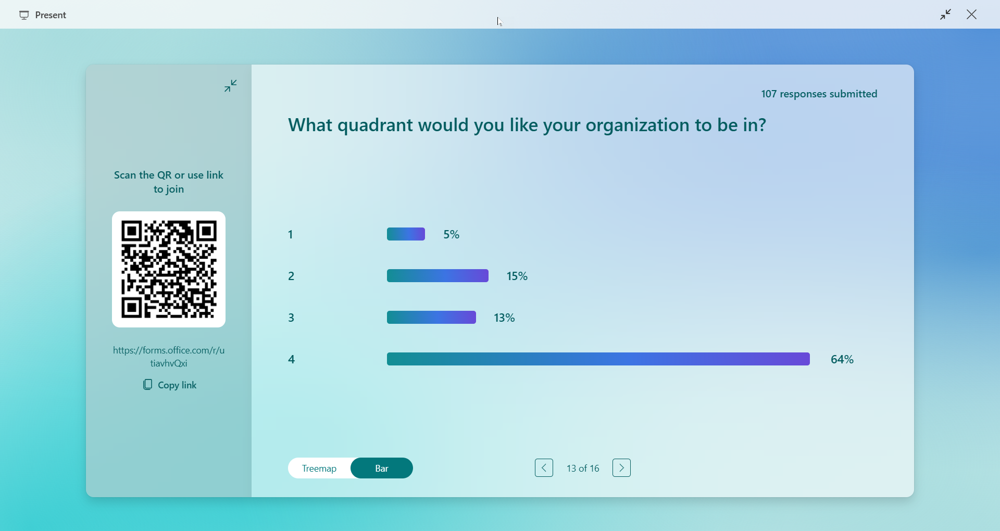 Present
107 responses submitted
What quadrant would you like your organization to be in?
Scan the QR or use link
to join
https://forms.office.com/r/u
tiavhvQxi
Copy link
1 5%
2 15%
3 13%
4 64%
Treemap Bar
13 of 16